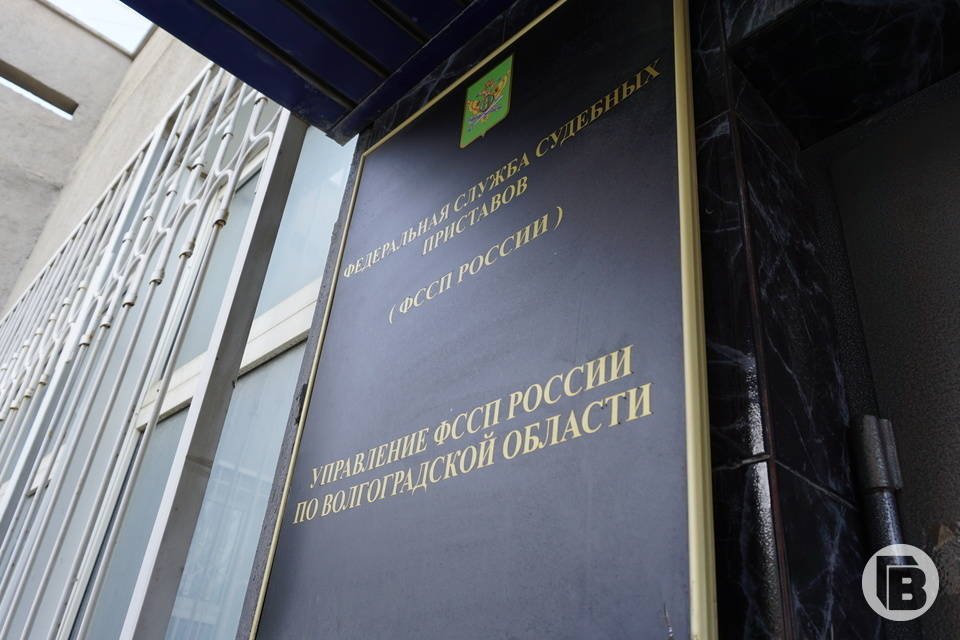 ФЕДЕРАЛЬНАЯ СЛУЖБА СУДЕБНЫХ
ПРИСТАВОВ
( ФССП РОССИИ )
УПРАВЛЕНИЕ ФССП РОССИИ
ПО ВОЛГОГРАДСКОЙ ОБЛАСТИ
В